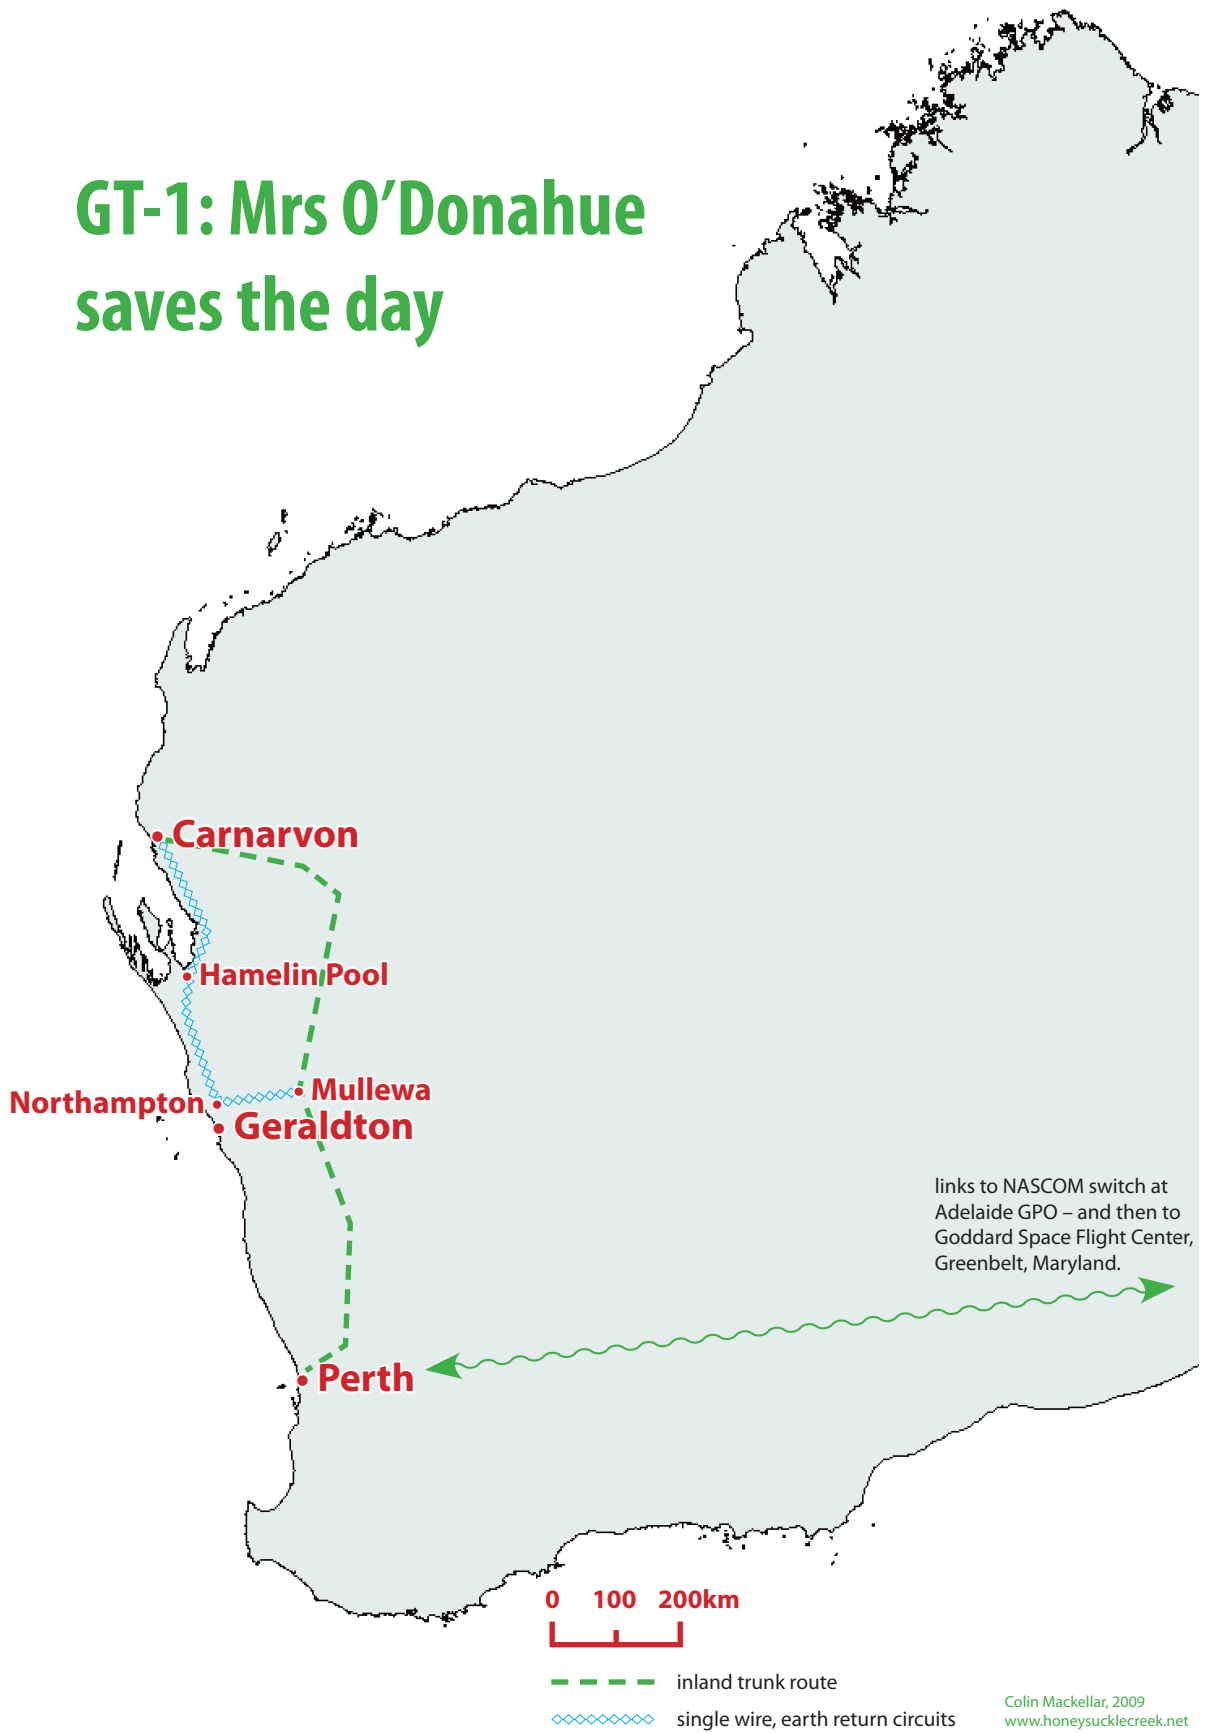 GT-1: Mrs O’Donahue
saves the day
Carnarvon
Hamelin Pool
Mullewa
Northampton
Geraldton
links to NASCOM switch at
Adelaide GPO – and then to
Goddard Space Flight Center,
Greenbelt, Maryland.
Perth
0 100 200km
inland trunk route
single wire, earth return circuits
Colin Mackellar, 2009
www.honeysucklecreek.net